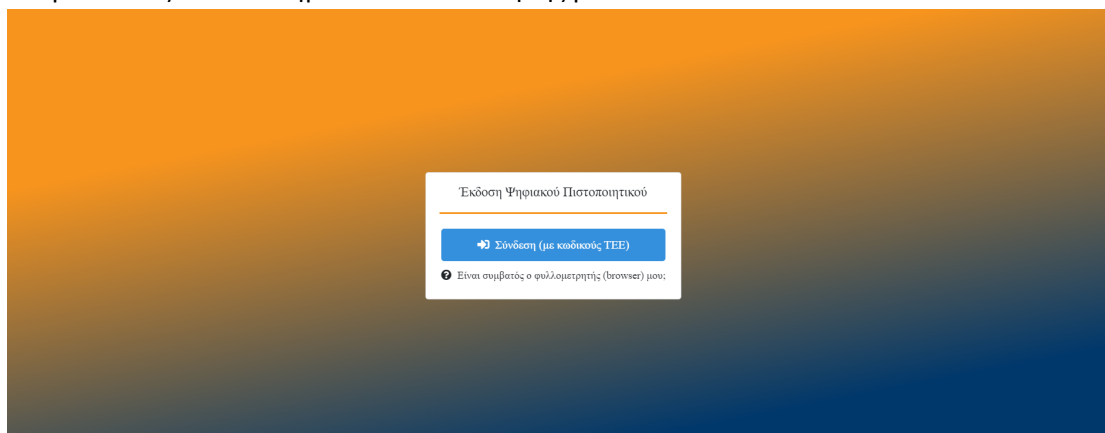 Έκδοση Ψηφιακού Πιστοποιητικού
Σύνδεση (με κωδικούς ΤΕΕ)
Είναι συμβατός ο φυλλομετρητής (browser) μου;